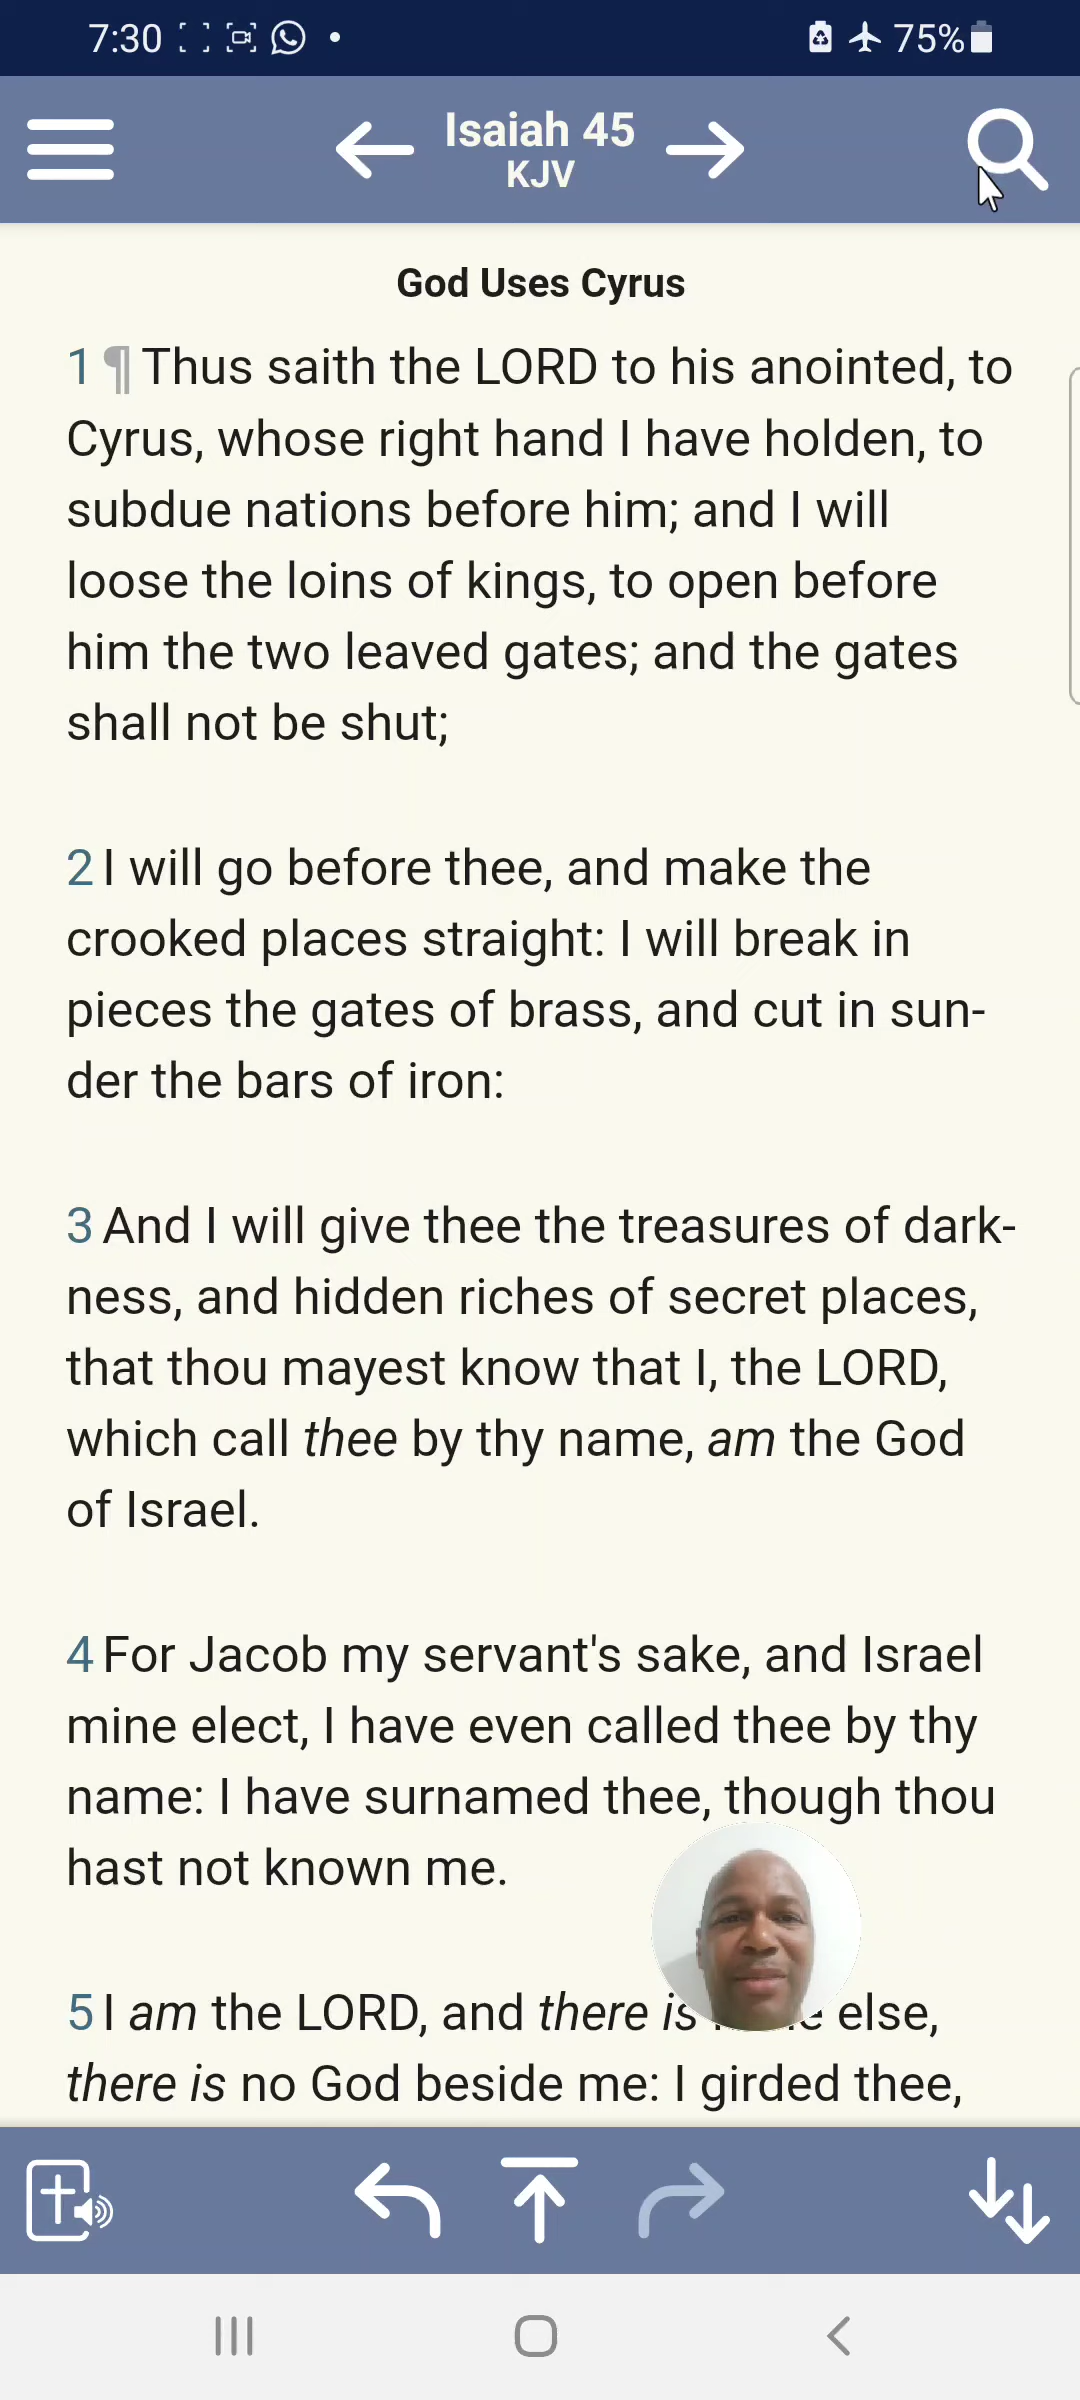 7:30
75%
Isaiah 45
KJV
God Uses Cyrus
1 ¶ Thus saith the LORD to his anointed, to
Cyrus, whose right hand I have holden, to
subdue nations before him; and I will
loose the loins of kings, to open before
him the two leaved gates; and the gates
shall not be shut;
2 I will go before thee, and make the
crooked places straight: I will break in
pieces the gates of brass, and cut in sun-
der the bars of iron:
3 And I will give thee the treasures of dark-
ness, and hidden riches of secret places,
that thou mayest know that I, the LORD,
which call thee by thy name, am the God
of Israel.
4 For Jacob my servant's sake, and Israel
mine elect, I have even called thee by thy
name: I have surnamed thee, though thou
hast not known me.
5 I am the LORD, and there is else,
there is no God beside me: I girded thee,